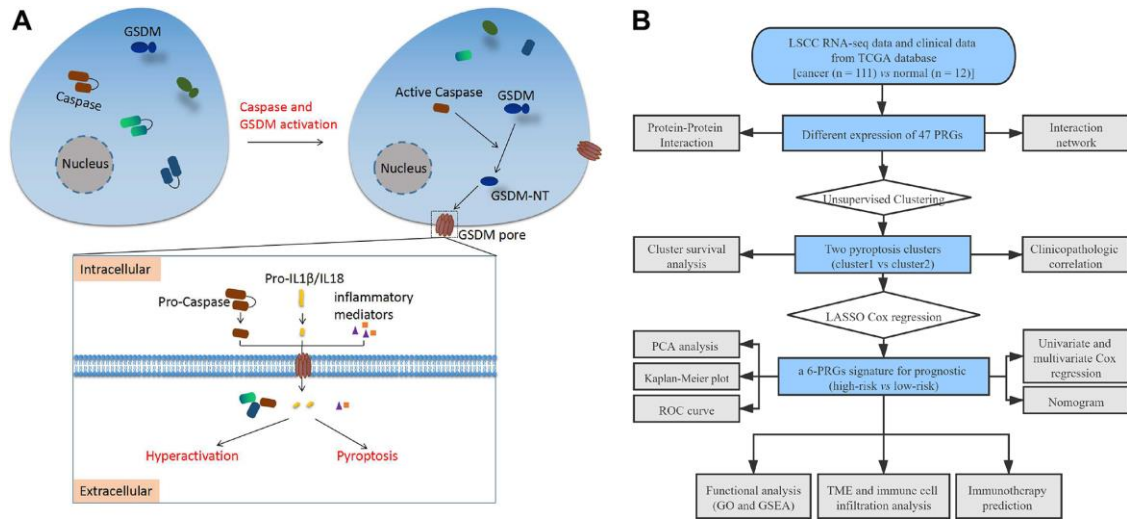 A
GSDM
Caspase
Nucleus
Caspase and
GSDM activation
Active Caspase
GSDM
Nucleus
GSDM-NT
GSDM pore
Intracellular
Pro-IL1β/IL18
Pro-Caspase
inflammatory
mediators
Hyperactivation
Pyroptosis
Extracellular
B
LSCC RNA-seq data and clinical data
from TCGA database
[cancer (n = 111) vs normal (n = 12)]
Protein-Protein
Interaction
Different expression of 47 PRGs
Interaction
network
Unsupervised Clustering
Cluster survival
analysis
Two pyroptosis clusters
(cluster1 vs cluster2)
Clinicopathologic
correlation
LASSO Cox regression
PCA analysis
Kaplan-Meier plot
ROC curve
a 6-PRGs signature for prognostic
(high-risk vs low-risk)
Univariate and
multivariate Cox
regression
Nomogram
Functional analysis
(GO and GSEA)
TME and immune cell
infiltration analysis
Immunotherapy
prediction